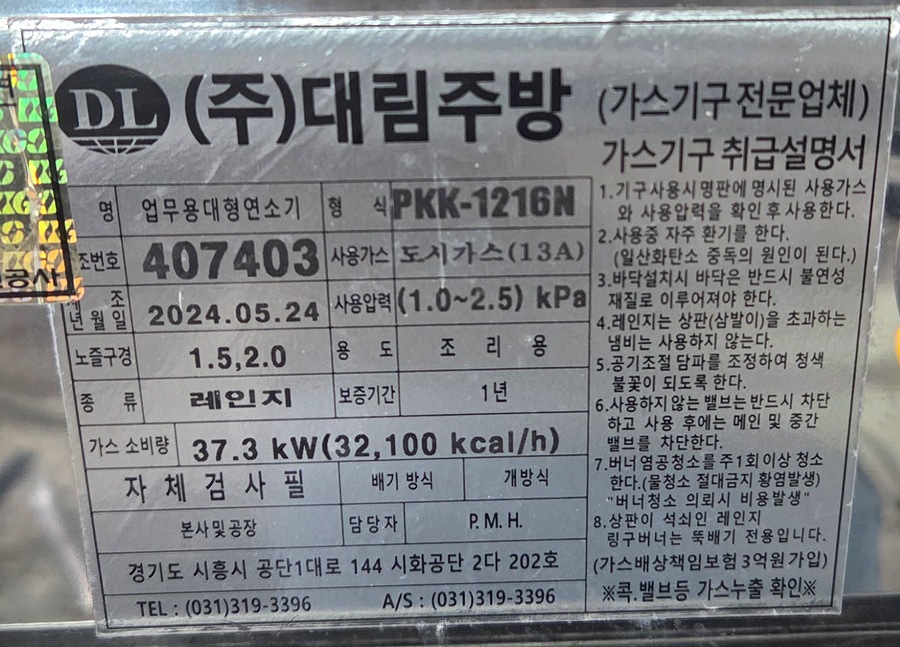 DL (주)대림주방 (가스기구전문업체)
가스기구 취급설명서
명 업무용대형연소기 형 식 PKK-1216N
조번호 407403 사용가스 도시가스(13A)
조
년월일 2024.05.24 사용압력 (1.0~2.5) kPa
노즐구경 1.5,2.0 용 도 조 리 용
종 류 레인지 보증기간 1년
가스 소비량 37.3 kW(32,100 kcal/h)
자 체 검 사 필 배기 방식 개방식
본사및공장 담당자 P.M.H.
경기도 시흥시 공단1대로 144 시화공단 2다 202호
TEL : (031)319-3396 A/S : (031)319-3396
1.기구사용시명판에 명시된 사용가스
와 사용압력을 확인후사용한다.
2.사용중 자주 환기를 한다.
(일산화탄소 중독의 원인이 된다.)
3.바닥설치시 바닥은 반드시 불연성
재질로 이루어져야 한다.
4.레인지는 상판(삼발이)을 초과하는
냄비는 사용하지 않는다.
5.공기조절 담파를 조정하여 청색
불꽃이 되도록 한다.
6.사용하지않는 밸브는반드시 차단
하고 사용 후에는 메인 및 중간
밸브를 차단한다.
7.버너염공청소를주1회이상청소
한다.(물청소 절대금지 황염발생)
"버너청소 의뢰시 비용발생"
8.상판이 석쇠인 레인지
링구버너는 뚝배기 전용입니다.
(가스배상책임보험3억원가입)
※콕.밸브등 가스누출 확인※
공사